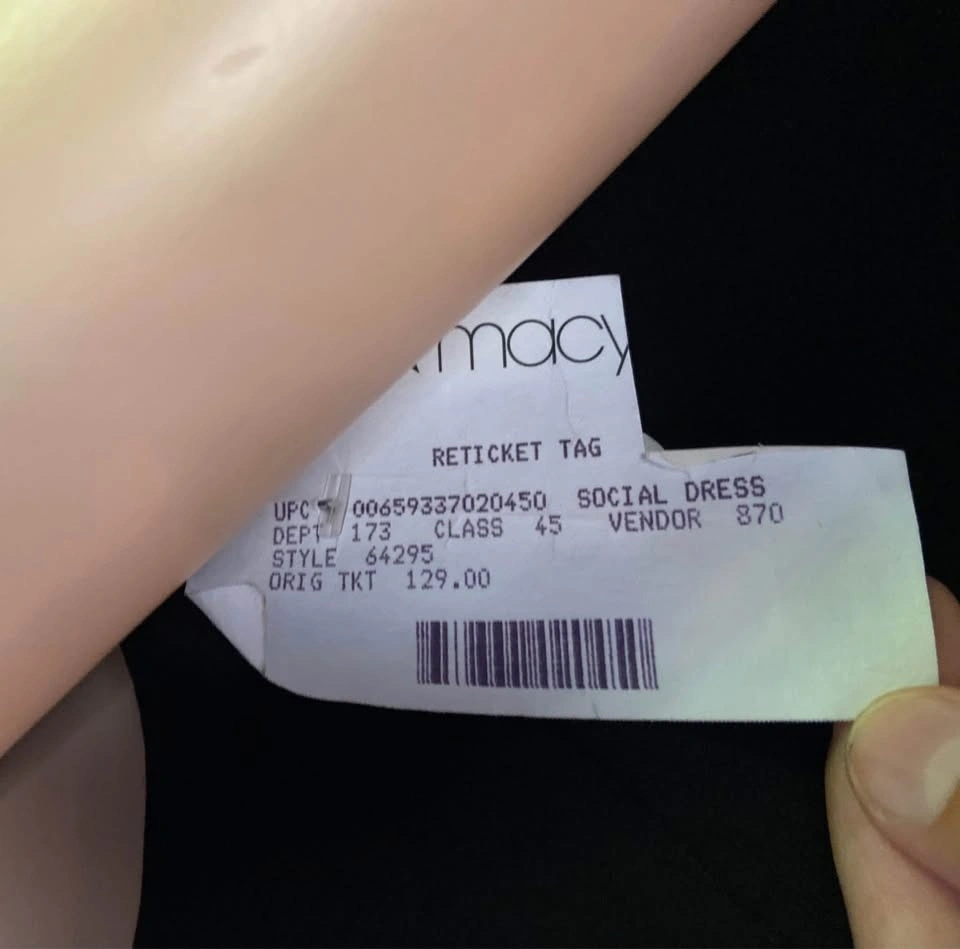 macy
RETICKET TAG
UPC 00659337020450 SOCIAL DRESS
DEPT 173 CLASS 45 VENDOR 870
STYLE 64295
ORIG TKT 129.00